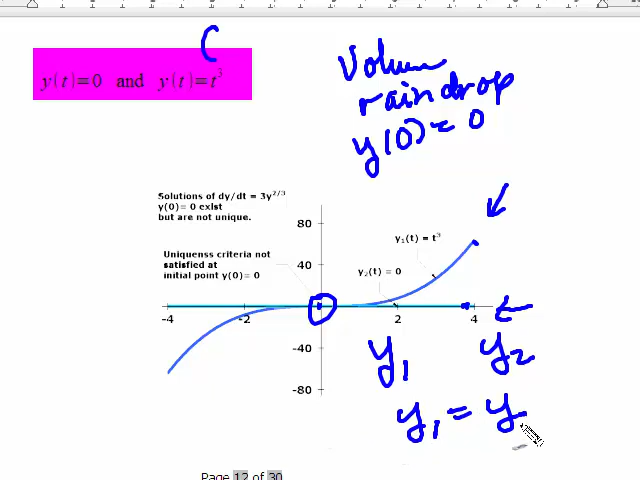 C
y(t)=0 and y(t)=t³
Volum
raindrop
y(0)=0
Solutions of dy/dt = 3y^2/3
y(0)= 0 exist
but are not unique.
Uniquenss criteria not
satisfied at
initial point y(0)= 0
80
40
y₁(t) = t³
y₂(t) = 0
-4
-2
2
4
-40
-80
y₁ y₂
y₁ = y
Page 12 of 30